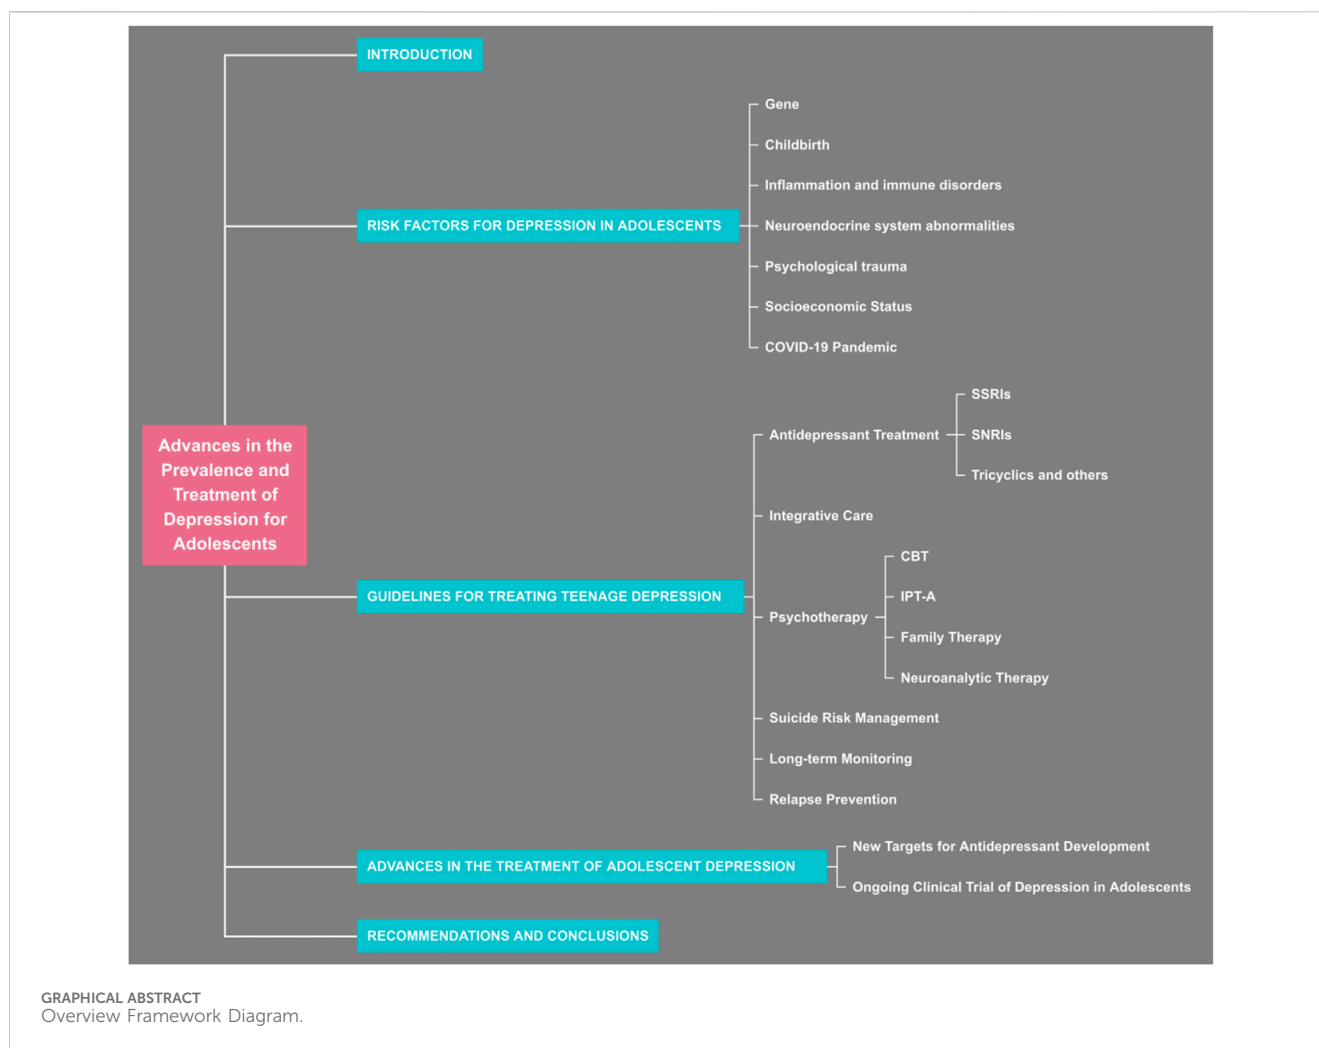 INTRODUCTION
Gene
Childbirth
Inflammation and immune disorders
RISK FACTORS FOR DEPRESSION IN ADOLESCENTS
Neuroendocrine system abnormalities
Psychological trauma
Socioeconomic Status
COVID-19 Pandemic
Advances in the
Prevalence and
Treatment of
Depression for
Adolescents
SSRIs
Antidepressant Treatment
SNRIs
Tricyclics and others
Integrative Care
GUIDELINES FOR TREATING TEENAGE DEPRESSION
CBT
IPT-A
Psychotherapy
Family Therapy
Neuroanalytic Therapy
Suicide Risk Management
Long-term Monitoring
Relapse Prevention
ADVANCES IN THE TREATMENT OF ADOLESCENT DEPRESSION
New Targets for Antidepressant Development
Ongoing Clinical Trial of Depression in Adolescents
RECOMMENDATIONS AND CONCLUSIONS
GRAPHICAL ABSTRACT
Overview Framework Diagram.